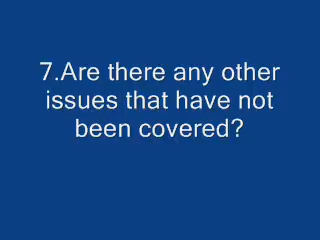 7.Are there any other
issues that have not
been covered?